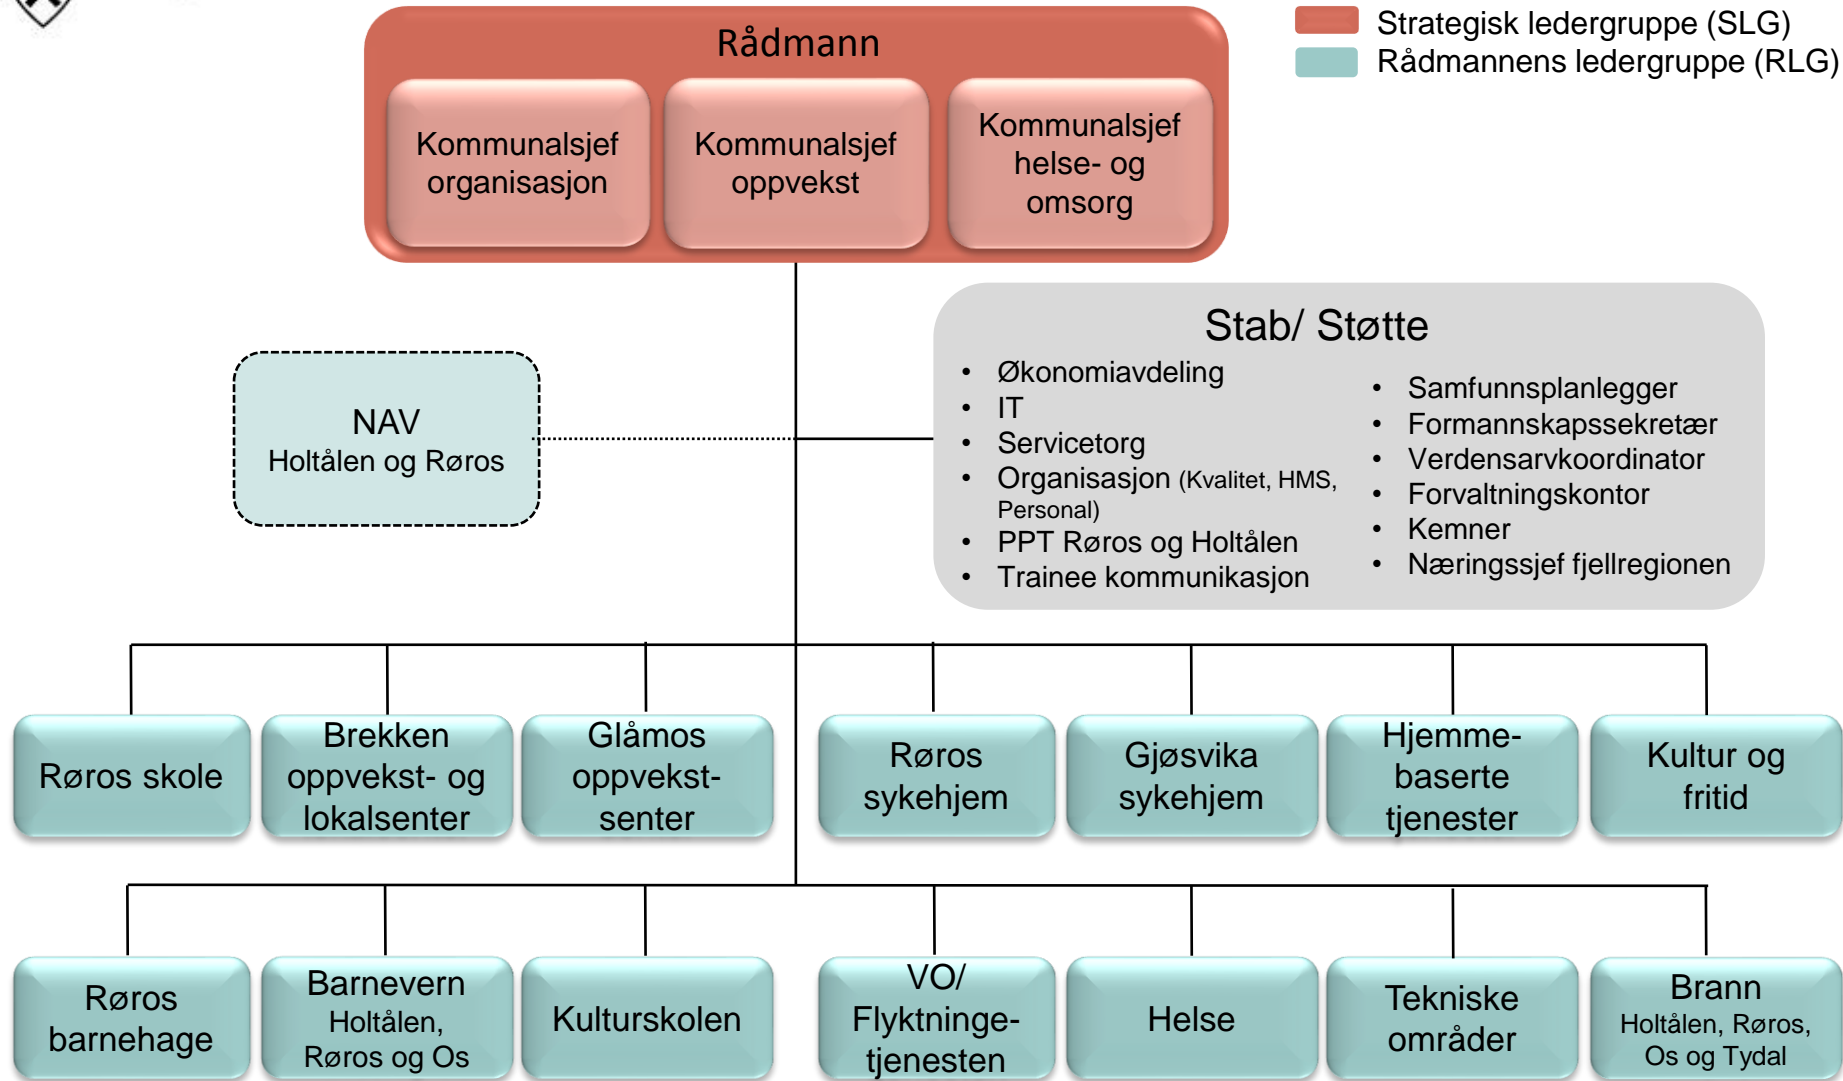 Rådmann
Kommunalsjef
organisasjon
Kommunalsjef
oppvekst
Kommunalsjef
helse- og
omsorg
Strategisk ledergruppe (SLG)
Rådmannens ledergruppe (RLG)
NAV
Holtålen og Røros
Stab/ Støtte
• Økonomiavdeling
• IT
• Servicetorg
• Organisasjon (Kvalitet, HMS,
Personal)
• PPT Røros og Holtålen
• Trainee kommunikasjon
• Samfunnsplanlegger
• Formannskapssekretær
• Verdensarvkoordinator
• Forvaltningskontor
• Kemner
• Næringssjef fjellregionen
Røros skole
Brekken
oppvekst- og
lokalsenter
Glåmos
oppvekst-
senter
Røros
sykehjem
Gjøsvika
sykehjem
Hjemme-
baserte
tjenester
Kultur og
fritid
Røros
barnehage
Barnevern
Holtålen,
Røros og Os
Kulturskolen
VO/
Flyktninge-
tjenesten
Helse
Tekniske
områder
Brann
Holtålen, Røros,
Os og Tydal